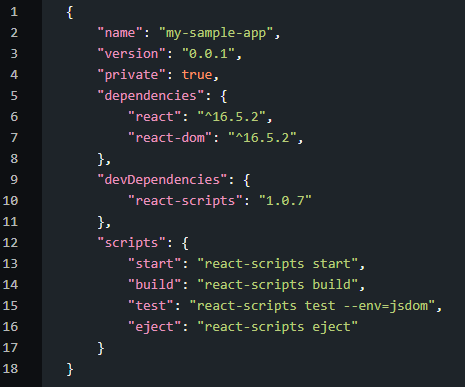 1 {
2 "name": "my-sample-app",
3 "version": "0.0.1",
4 "private": true,
5 "dependencies": {
6 "react": "^16.5.2",
7 "react-dom": "^16.5.2",
8 },
9 "devDependencies": {
10 "react-scripts": "1.0.7"
11 },
12 "scripts": {
13 "start": "react-scripts start",
14 "build": "react-scripts build",
15 "test": "react-scripts test --env=jsdom",
16 "eject": "react-scripts eject"
17 }
18 }